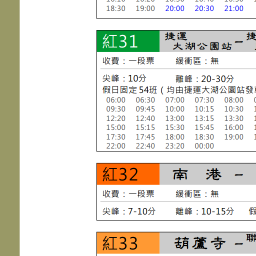 18:30 19:00 20:00 20:30 21:00
紅31 捷運大湖公園站－
收費：一段票 緩衝區：無
尖峰：10分 離峰：20-30分
假日固定54班（均由捷運大湖公園站發
06:00 06:30 07:00 07:30 08:00
09:30 09:45 10:00 10:15 10:30
12:20 12:40 13:00 13:15 13:30
15:00 15:15 15:30 15:45 16:00
17:30 17:45 18:00 18:30 19:00
22:00 22:40 23:20 00:00
紅32 南 港 －
收費：一段票 緩衝區：無
尖峰：7-10分 離峰：10-15分
紅33 葫蘆寺－